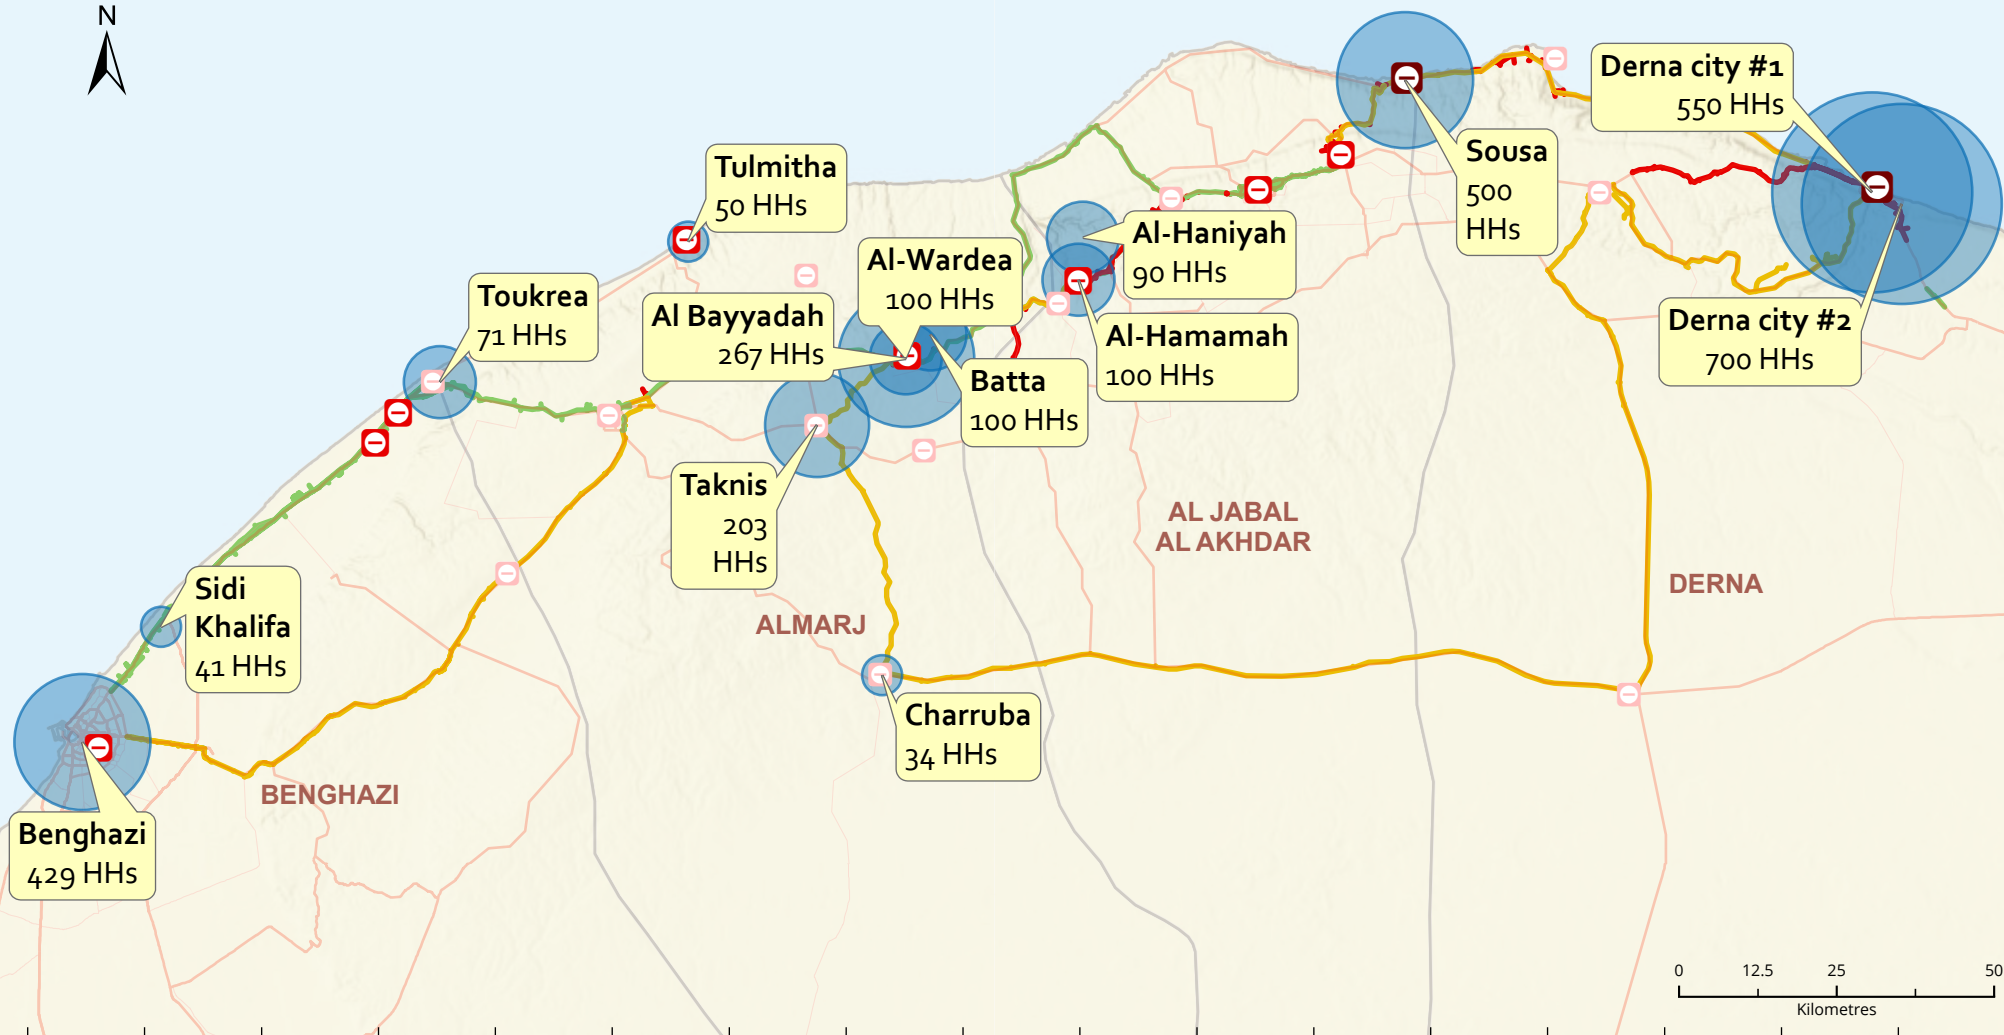 N
Derna city #1
550 HHs
Sousa
500
HHs
Tulmitha
50 HHs
Al-Haniyah
90 HHs
Al-Wardea
100 HHs
Toukrea
71 HHs
Al Bayyadah
267 HHs
Derna city #2
700 HHs
Al-Hamamah
100 HHs
Batta
100 HHs
Taknis
203
HHs
AL JABAL
AL AKHDAR
DERNA
Sidi
Khalifa
41 HHs
ALMARJ
Charruba
34 HHs
BENGHAZI
Benghazi
429 HHs
0 12.5 25 50
Kilometres